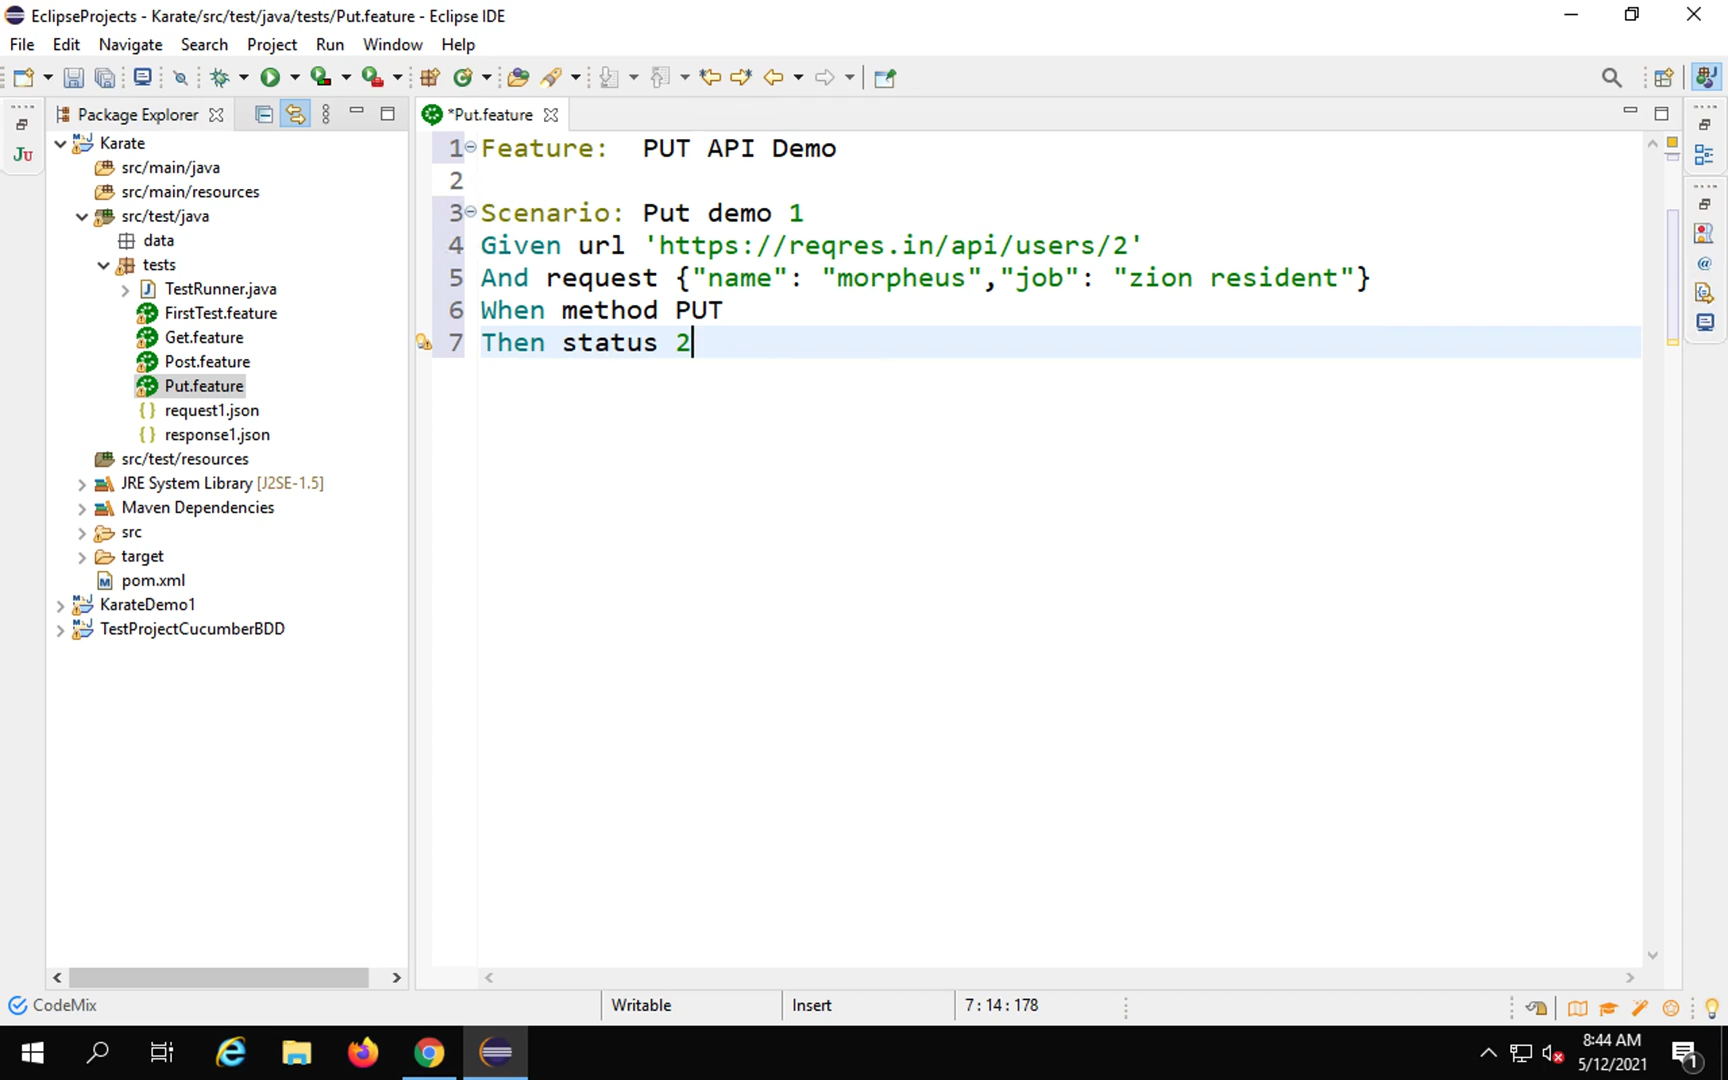 EclipseProjects - Karate/src/test/java/tests/Put.feature - Eclipse IDE
File Edit Navigate Search Project Run Window Help
Package Explorer
*Put.feature
Karate
src/main/java
src/main/resources
src/test/java
data
tests
TestRunner.java
FirstTest.feature
Get.feature
Post.feature
Put.feature
request1.json
response1.json
src/test/resources
JRE System Library [J2SE-1.5]
Maven Dependencies
src
target
pom.xml
KarateDemo1
TestProjectCucumberBDD
1 Feature:  PUT API Demo
2
3 Scenario: Put demo 1
4 Given url 'https://reqres.in/api/users/2'
5 And request {"name": "morpheus","job": "zion resident"}
6 When method PUT
7 Then status 2
CodeMix
Writable
Insert
7 : 14 : 178
8:44 AM
5/12/2021
1